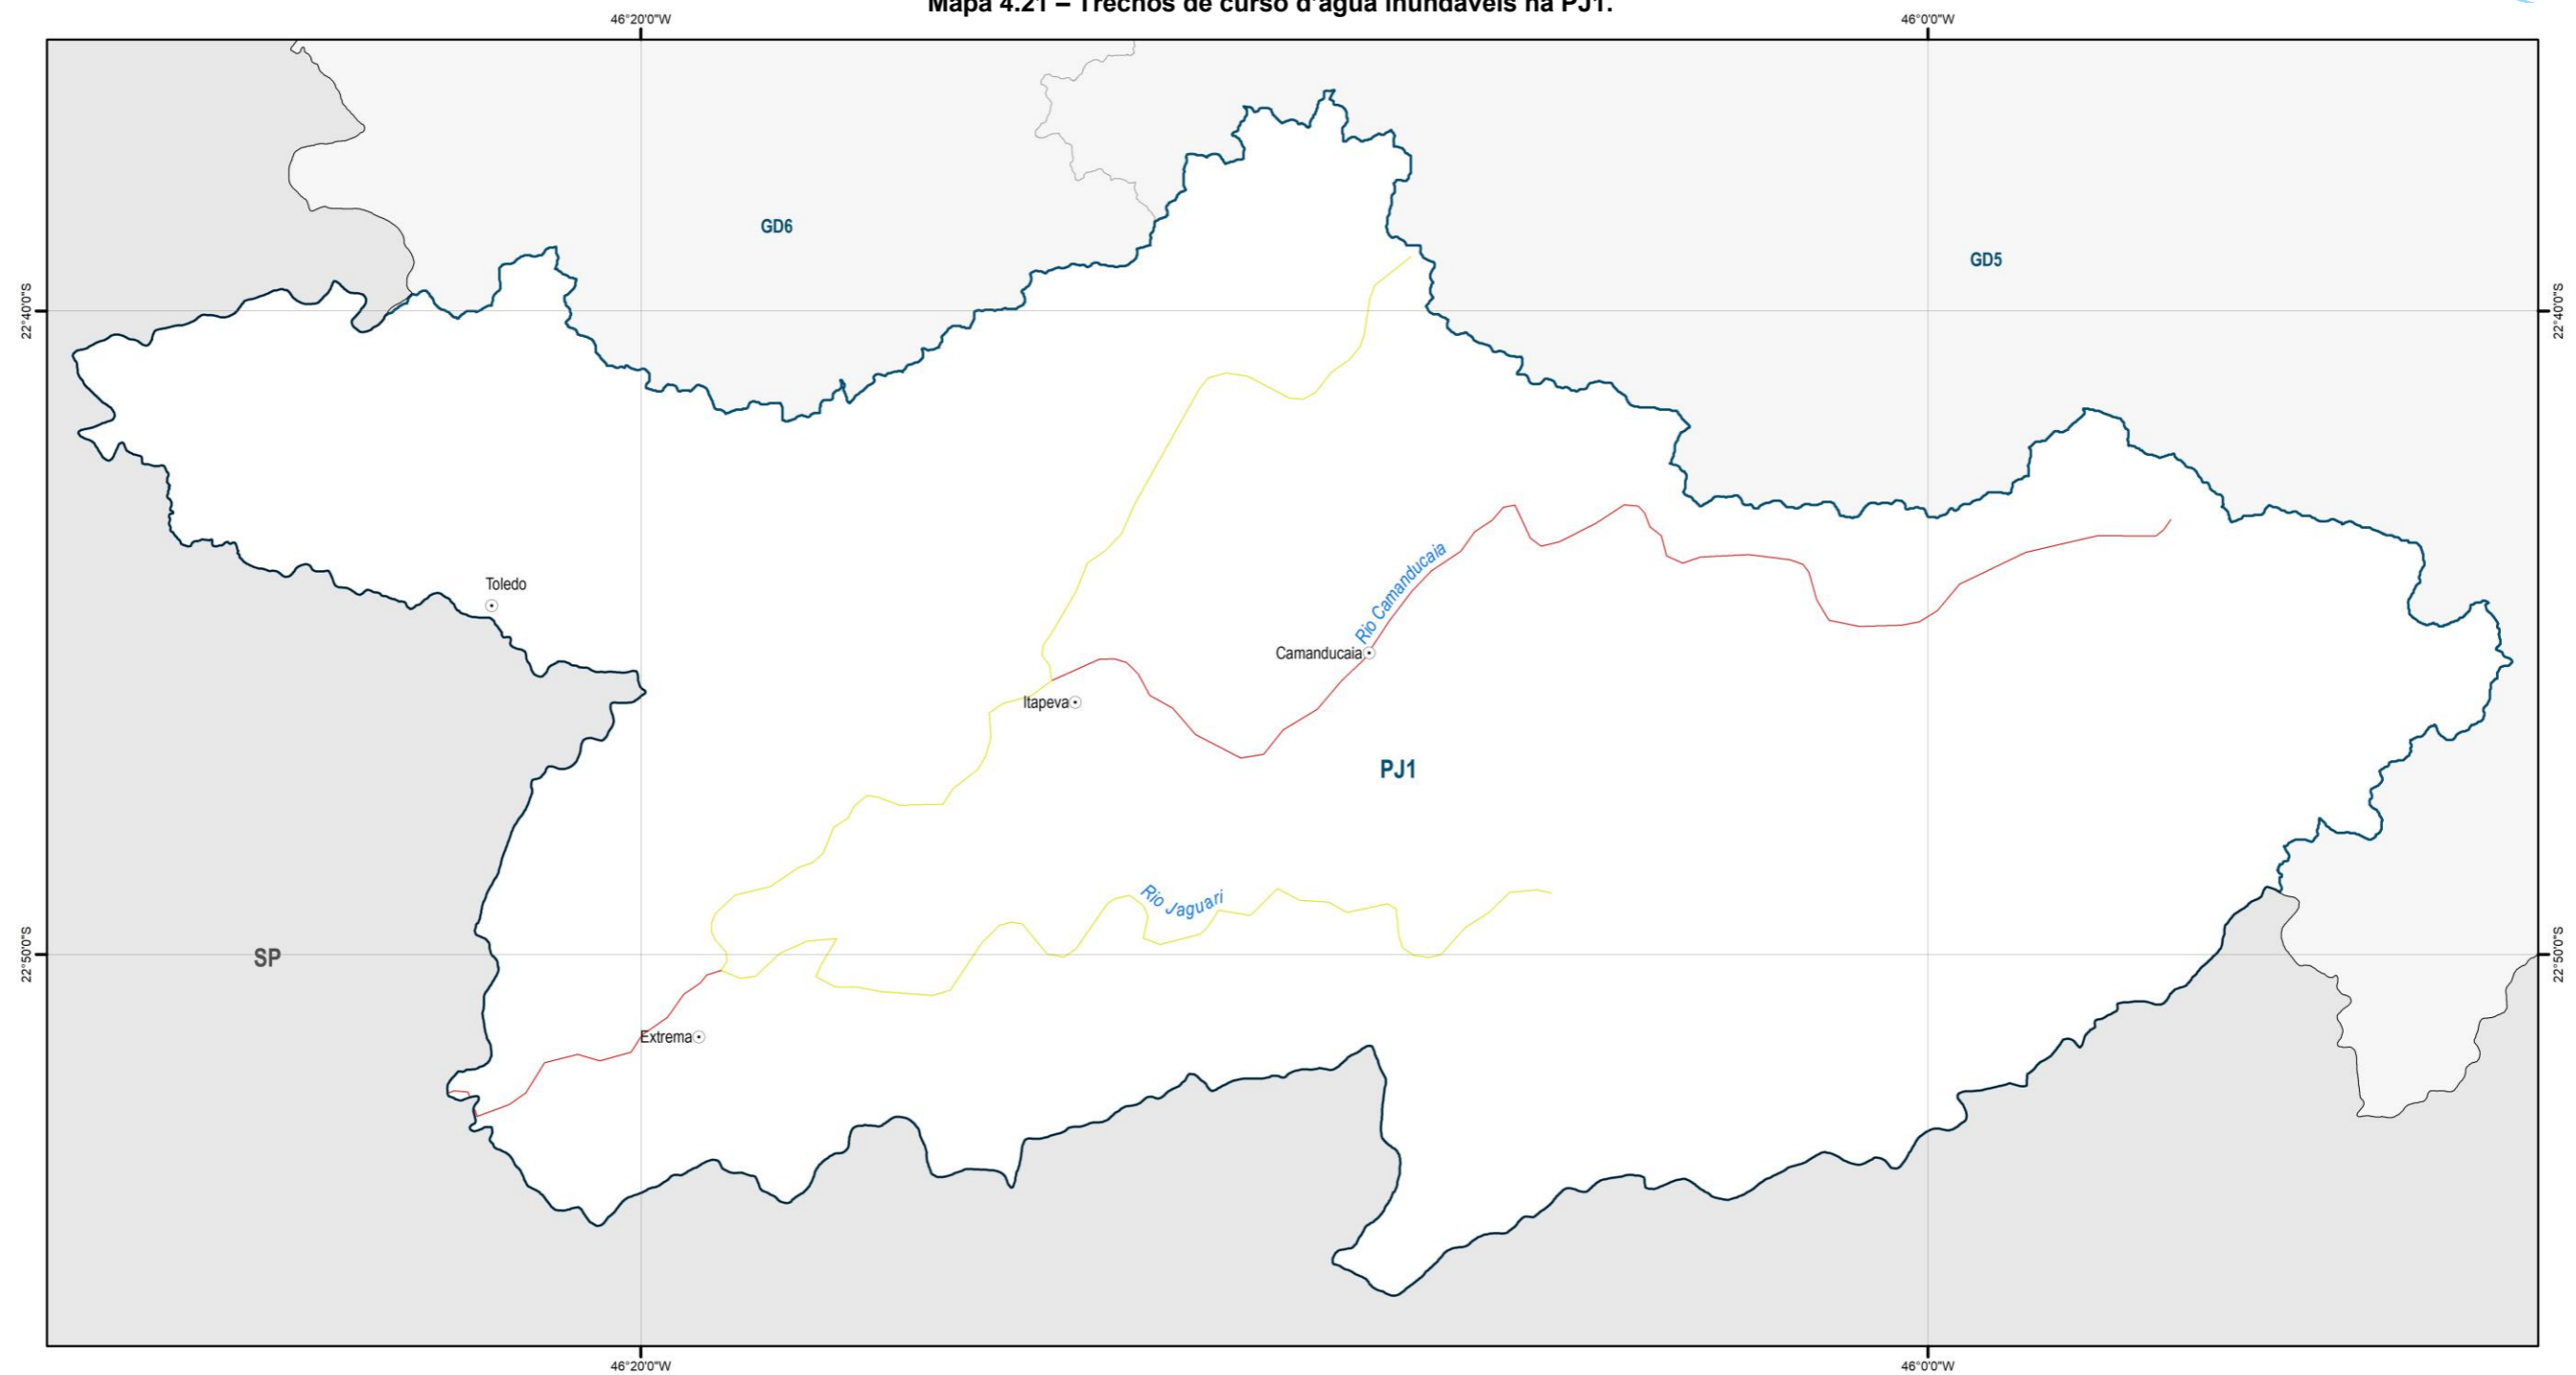 Mapa 4.21 – Trechos de curso d'água inundáveis na PJ1.
46°20'0"W
46°0'0"W
GD6
GD5
22°40'0"S
22°40'0"S
Toledo
Rio Camanducaia
Camanducaia
Itapeva
PJ1
Rio Jaguari
SP
22°50'0"S
22°50'0"S
Extrema
46°20'0"W
46°0'0"W